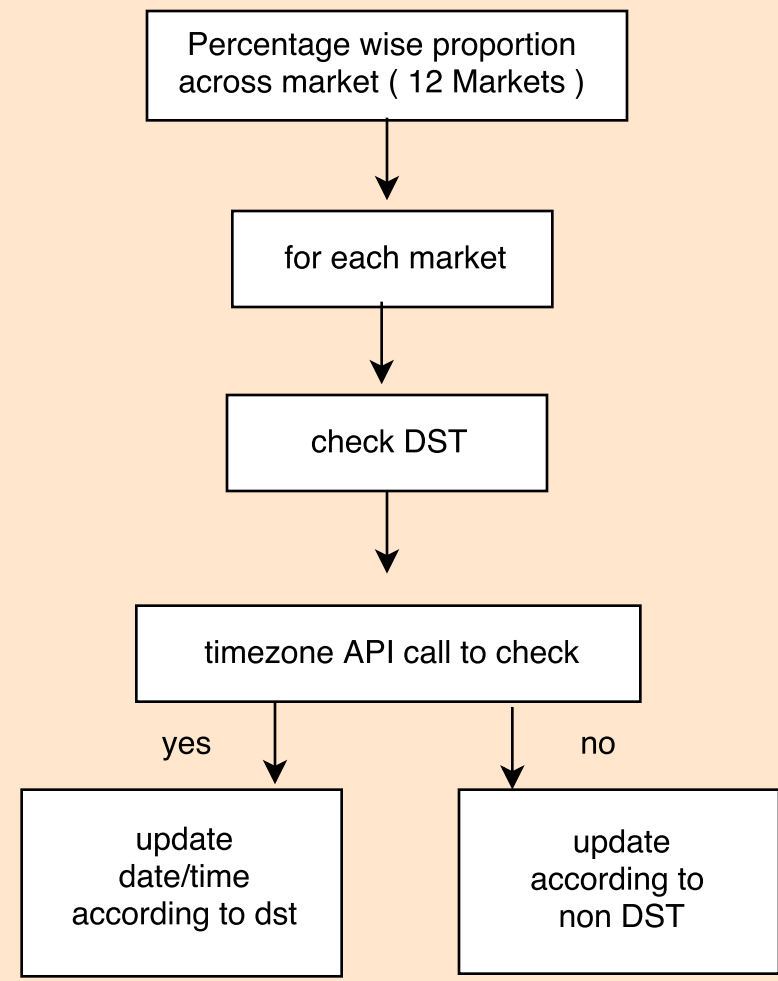 Percentage wise proportion
across market ( 12 Markets )
for each market
check DST
timezone API call to check
yes
no
update
date/time
according to dst
update
according to
non DST